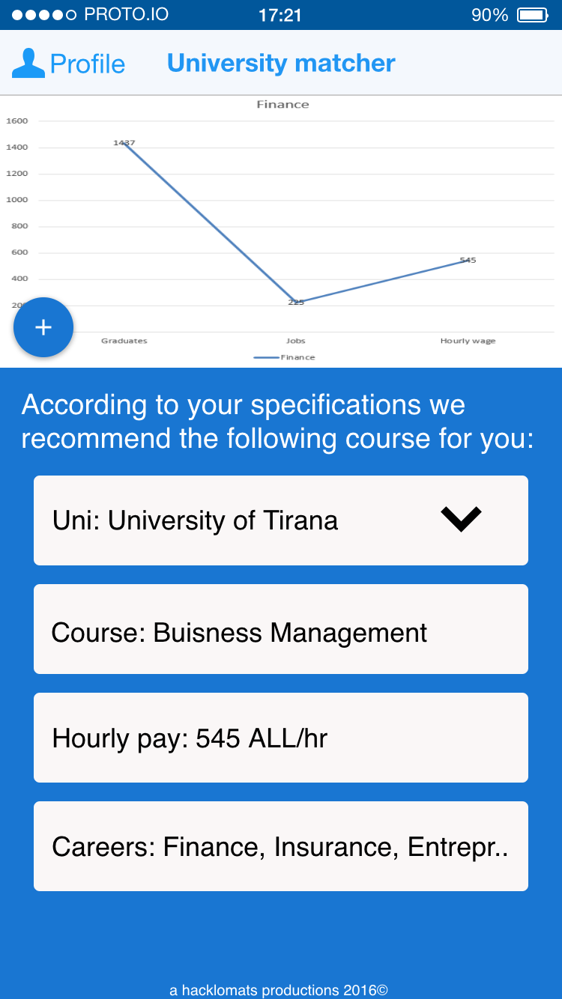 PROTO.IO 17:21 90%
Profile University matcher
Finance
1600
1437
1400
1200
1000
800
600
545
400
225
Graduates Jobs Hourly wage
Finance
+
According to your specifications we
recommend the following course for you:
Uni: University of Tirana
Course: Buisness Management
Hourly pay: 545 ALL/hr
Careers: Finance, Insurance, Entrepr..
a hacklomats productions 2016©